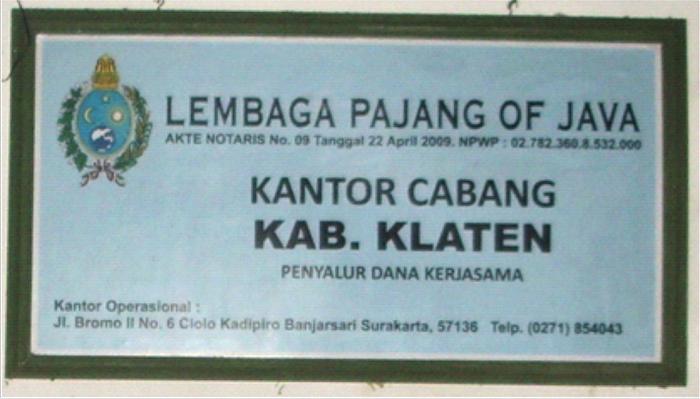 LEMBAGA PAJANG OF JAVA
AKTE NOTARIS No. 09 Tanggal 22 April 2009. NPWP : 02.782.360.8.532.000
KANTOR CABANG
KAB. KLATEN
PENYALUR DANA KERJASAMA
Kantor Operasional :
Jl. Bromo II No. 6 Clolo Kadipiro Banjarsari Surakarta, 57136 Telp. (0271) 854043